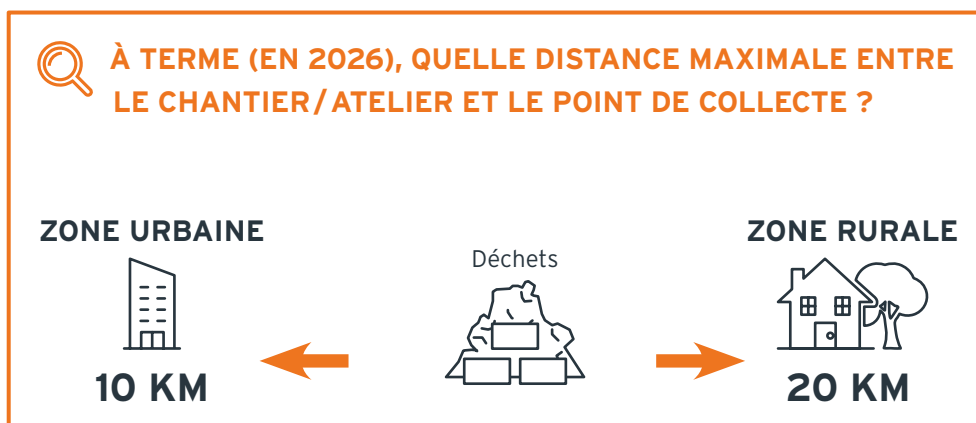 À TERME (EN 2026), QUELLE DISTANCE MAXIMALE ENTRE
LE CHANTIER/ATELIER ET LE POINT DE COLLECTE ?
ZONE URBAINE
10 KM
Déchets
ZONE RURALE
20 KM